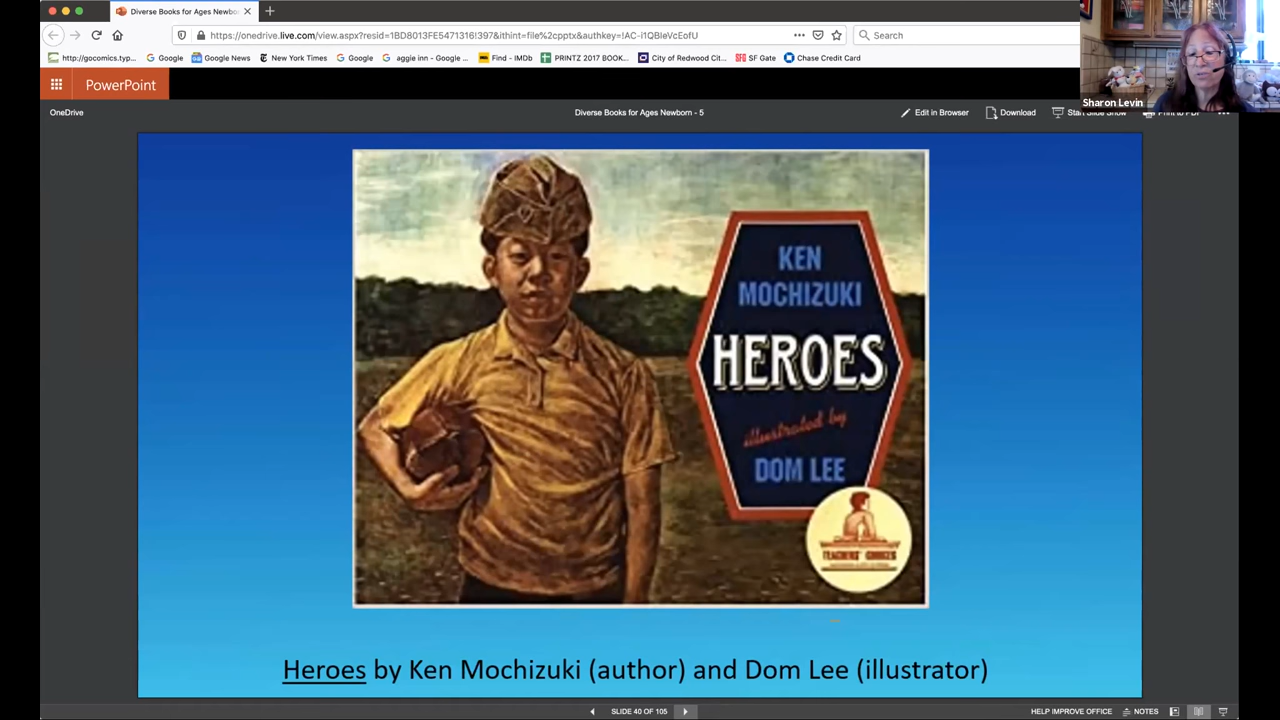 Diverse Books for Ages Newbo
https://onedrive.live.com/view.aspx?resid=1BD8013FE5471316!397&ithint=file%2cpptx&authkey=!AC-i1QBleVcEofU
Search
http://gocomics.typ...
Google
Google News
New York Times
Google
aggie inn - Google ...
Find - IMDb
PRINTZ 2017 BOOK...
City of Redwood City...
SF Gate
Chase Credit Card
Sharon Levin
PowerPoint
OneDrive
Diverse Books for Ages Newborn - 5
Edit in Browser
Download
Start Slide Show
Print to PDF
KEN
MOCHIZUKI
HEROES
illustrated by
DOM LEE
TEACHERS' CHOICES
Heroes by Ken Mochizuki (author) and Dom Lee (illustrator)
SLIDE 40 OF 105
HELP IMPROVE OFFICE
NOTES